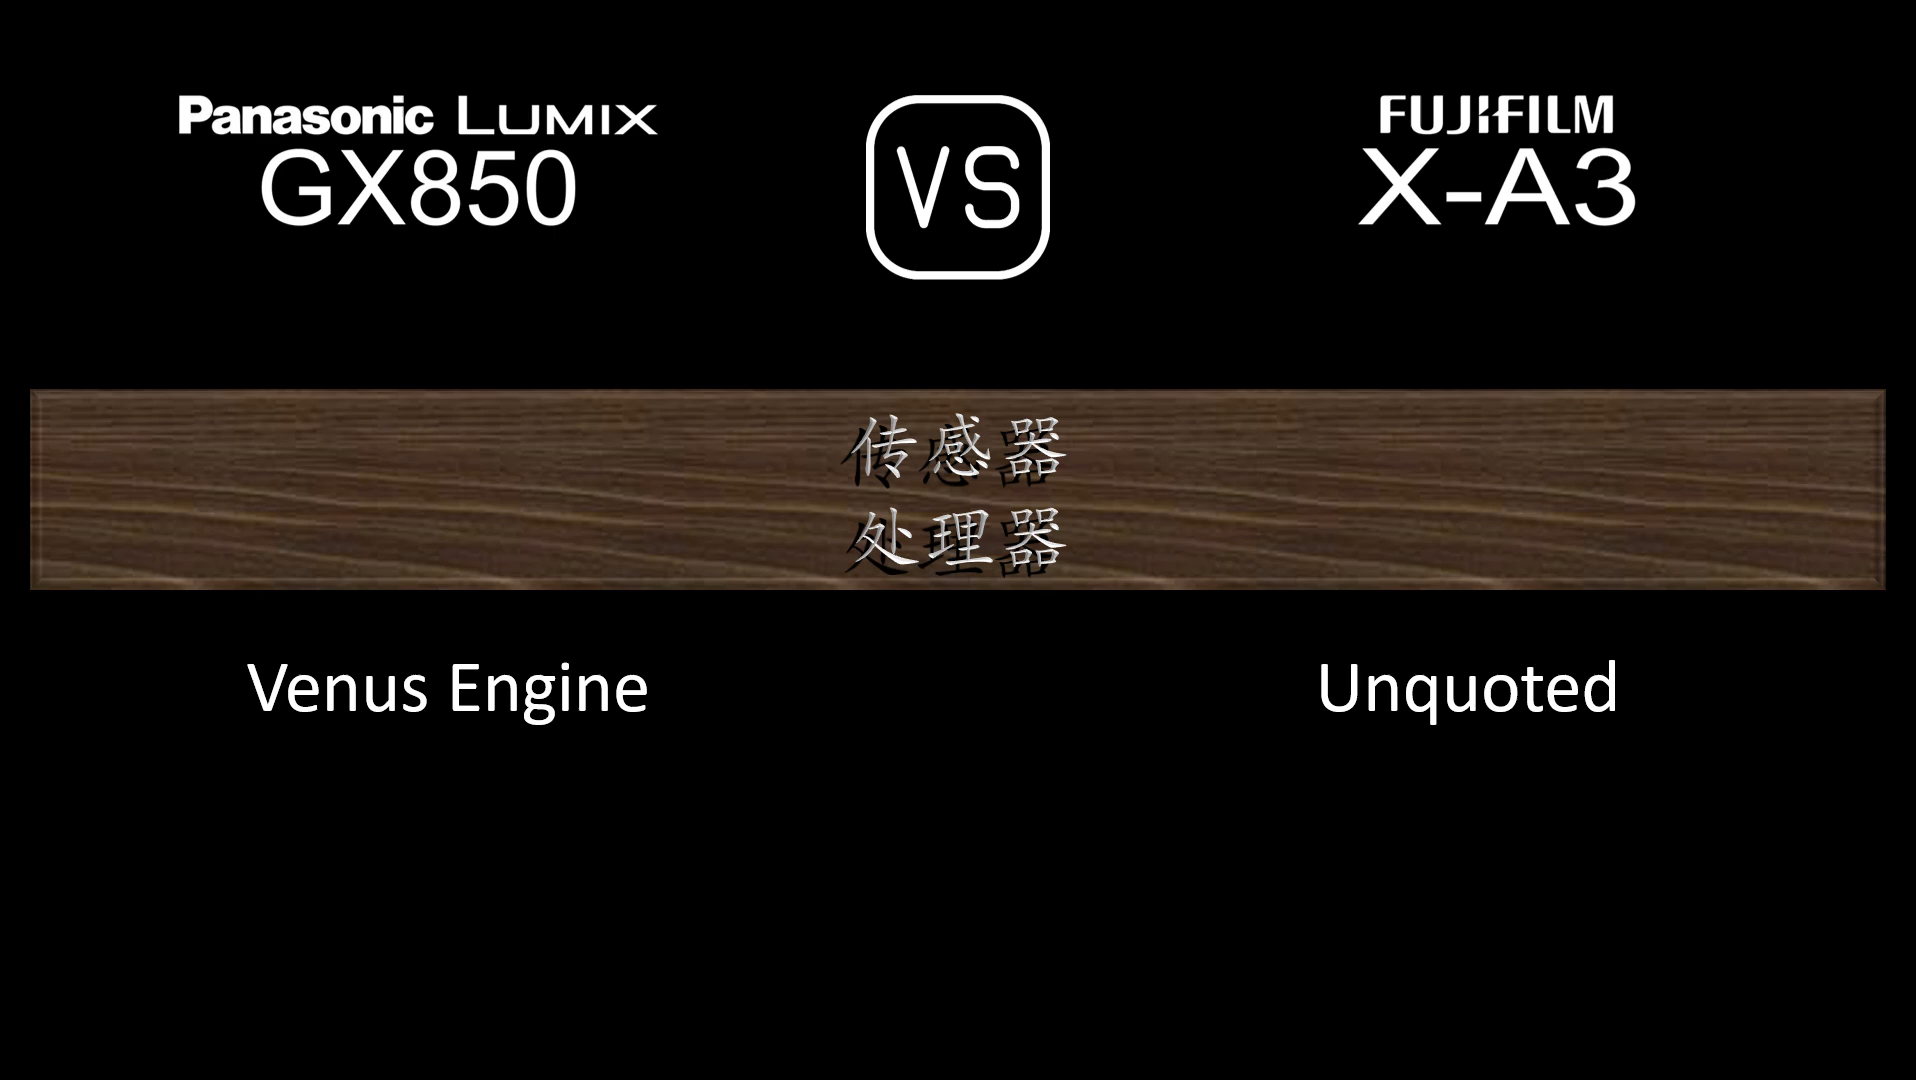 Panasonic LUMIX
GX850
VS
FUJIFILM
X-A3
传感器
处理器
Venus Engine
Unquoted